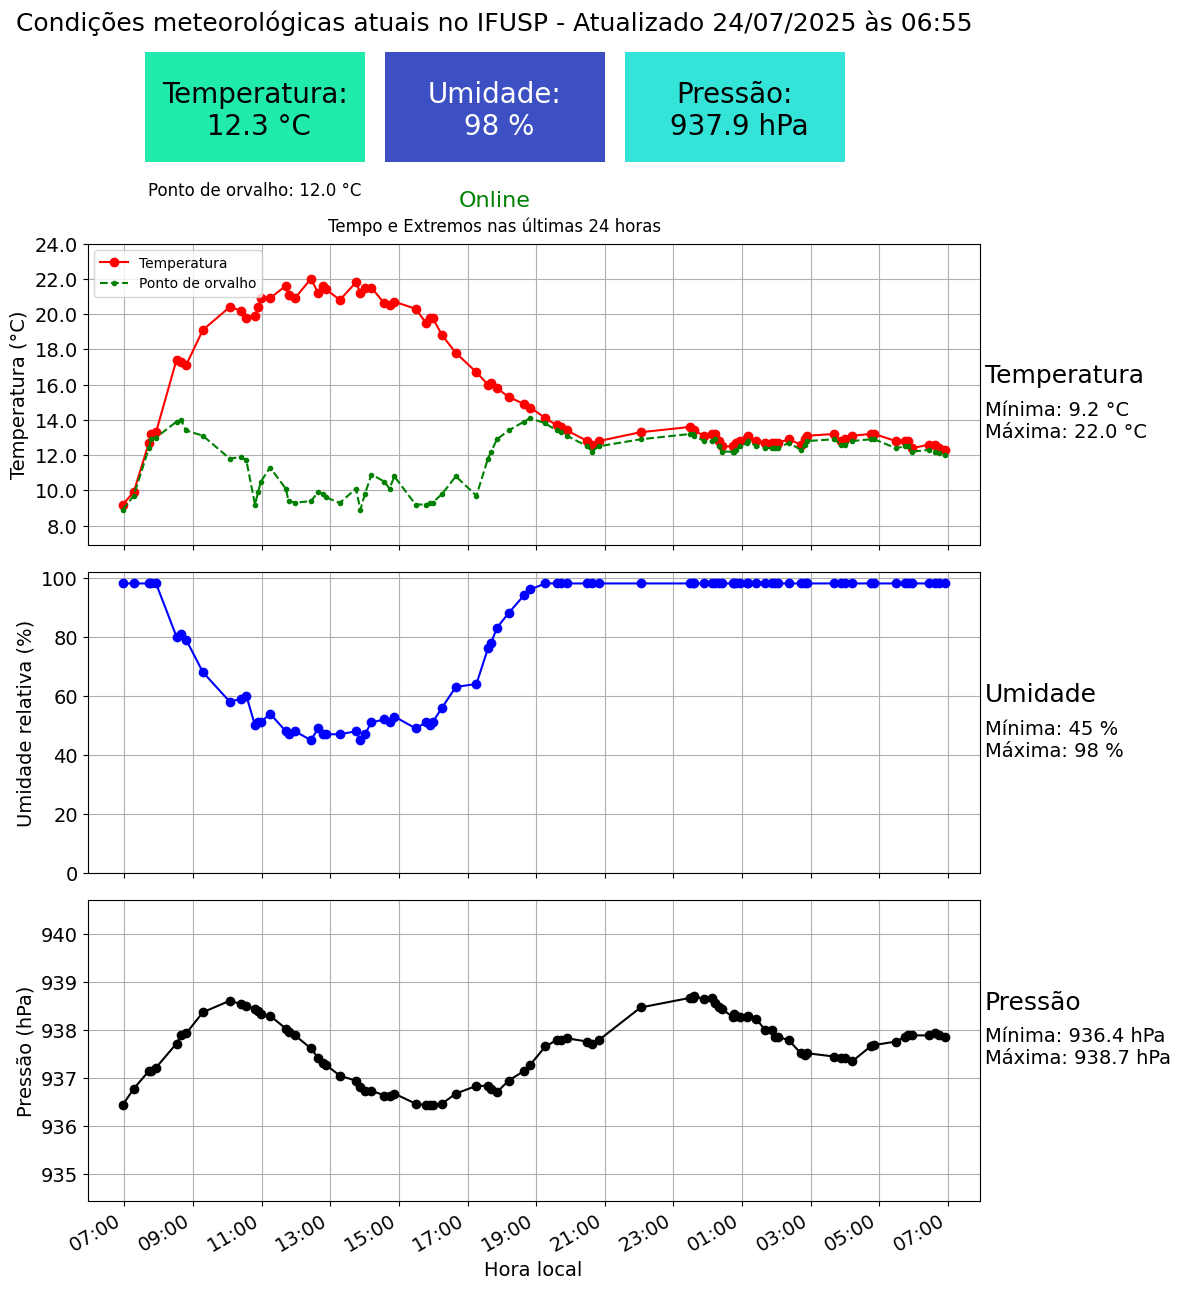 Condições meteorológicas atuais no IFUSP - Atualizado 24/07/2025 às 06:55
Temperatura:
12.3 °C
Umidade:
98 %
Pressão:
937.9 hPa
Ponto de orvalho: 12.0 °C
Online
Tempo e Extremos nas últimas 24 horas
Temperatura (°C)
24.0
22.0
20.0
18.0
16.0
14.0
12.0
10.0
8.0
Temperatura
Ponto de orvalho
Temperatura
Mínima: 9.2 °C
Máxima: 22.0 °C
Umidade relativa (%)
100
80
60
40
20
0
Umidade
Mínima: 45 %
Máxima: 98 %
Pressão (hPa)
940
939
938
937
936
935
Pressão
Mínima: 936.4 hPa
Máxima: 938.7 hPa
07:00
09:00
11:00
13:00
15:00
17:00
19:00
21:00
23:00
01:00
03:00
05:00
07:00
Hora local